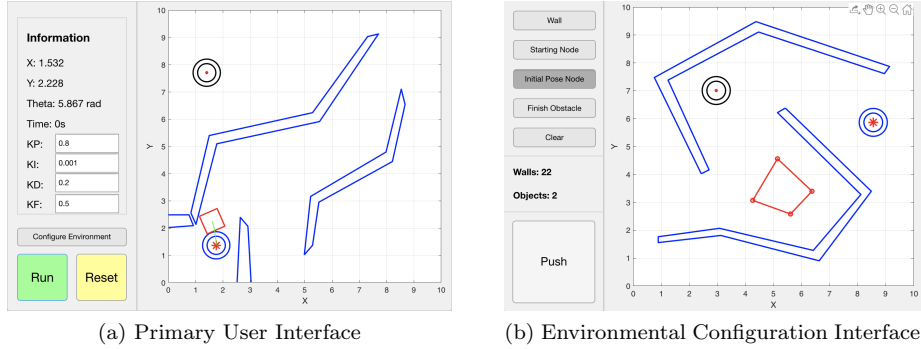 Information
X: 1.532
Y: 2.228
Theta: 5.867 rad
Time: 0s
KP: 0.8
KI: 0.001
KD: 0.2
KF: 0.5
Configure Environment
Run Reset
10
9
8
7
6
5
4
3
2
1
0
Y
0 1 2 3 4 5 6 7 8 9 10
X
(a) Primary User Interface
Wall
Starting Node
Initial Pose Node
Finish Obstacle
Clear
Walls: 22
Objects: 2
Push
10
9
8
7
6
5
4
3
2
1
0
Y
0 1 2 3 4 5 6 7 8 9 10
X
(b) Environmental Configuration Interface